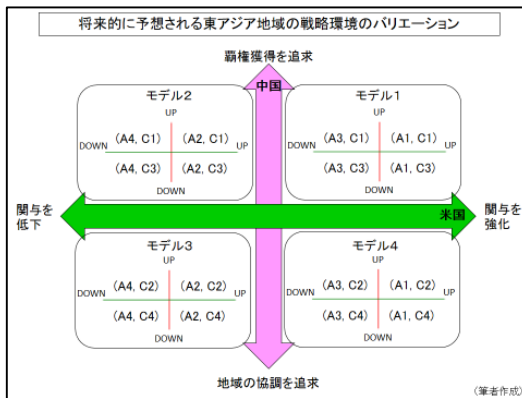 将来的に予想される東アジア地域の戦略環境のバリエーション
覇権獲得を追求
中国
モデル2
UP
DOWN (A4, C1) (A2, C1) UP
(A4, C3) (A2, C3)
DOWN
モデル1
UP
DOWN (A3, C1) (A1, C1) UP
(A3, C3) (A1, C3)
DOWN
関与を
低下
米国
関与を
強化
モデル3
UP
DOWN (A4, C2) (A2, C2) UP
(A4, C4) (A2, C4)
DOWN
モデル4
UP
DOWN (A3, C2) (A1, C2) UP
(A3, C4) (A1, C4)
DOWN
地域の協調を追求
(筆者作成)